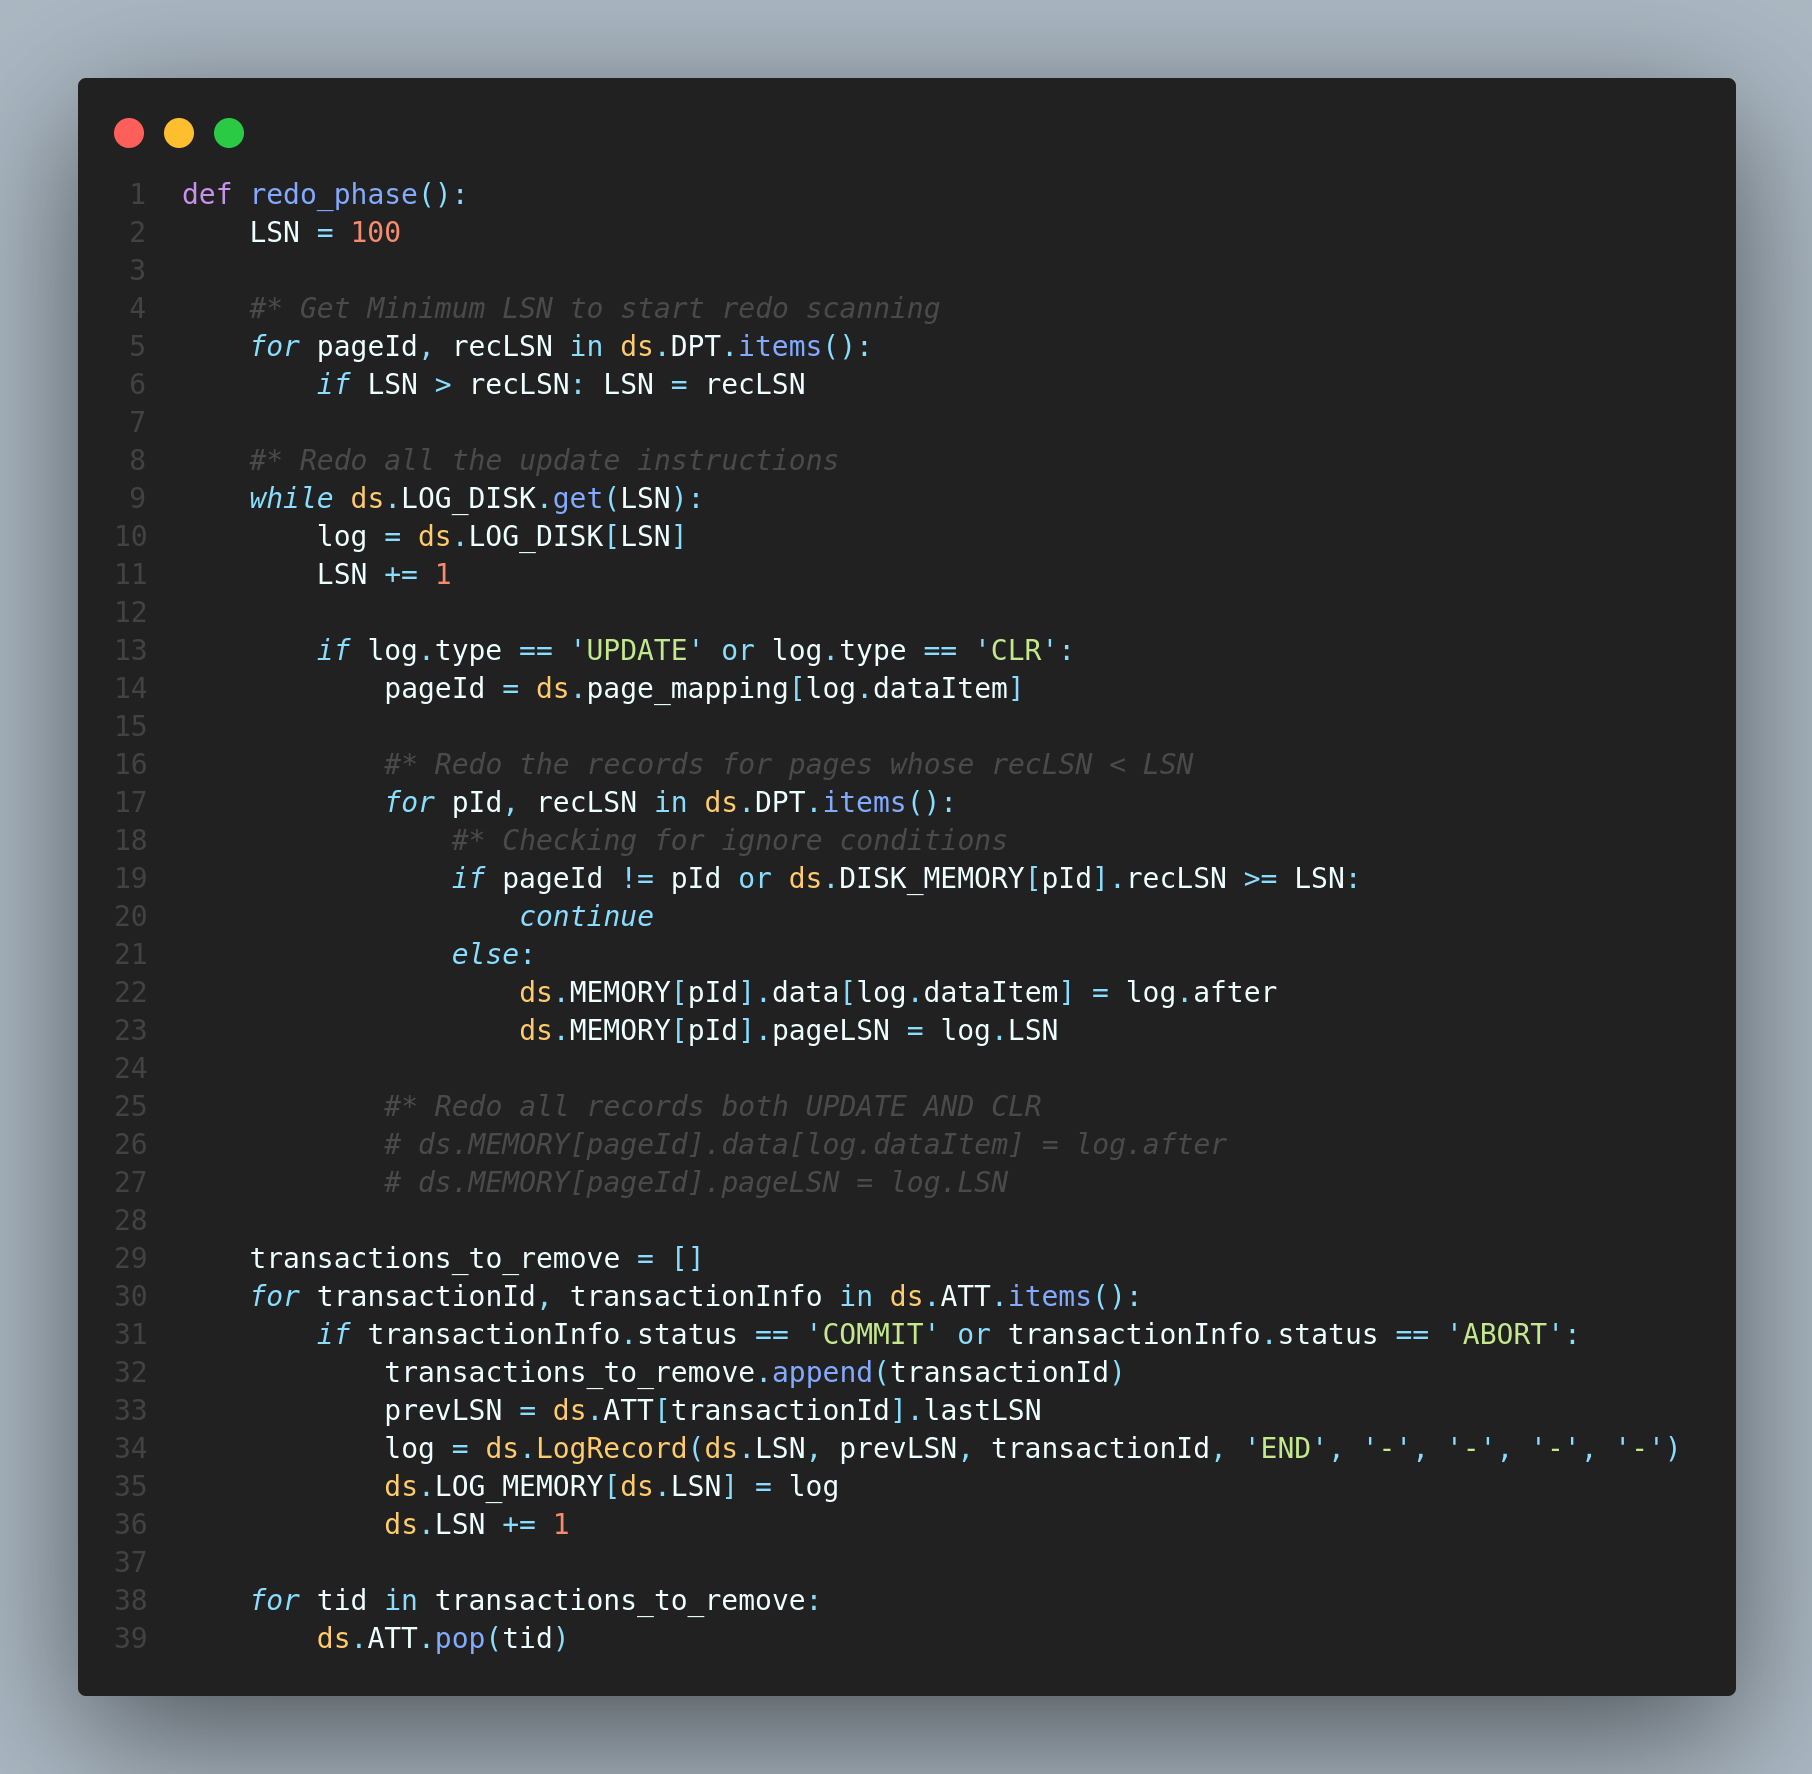 1 def redo_phase():
2     LSN = 100
3
4     #* Get Minimum LSN to start redo scanning
5     for pageId, recLSN in ds.DPT.items():
6         if LSN > recLSN: LSN = recLSN
7
8     #* Redo all the update instructions
9     while ds.LOG_DISK.get(LSN):
10         log = ds.LOG_DISK[LSN]
11         LSN += 1
12
13         if log.type == 'UPDATE' or log.type == 'CLR':
14             pageId = ds.page_mapping[log.dataItem]
15
16             #* Redo the records for pages whose recLSN < LSN
17             for pId, recLSN in ds.DPT.items():
18                 #* Checking for ignore conditions
19                 if pageId != pId or ds.DISK_MEMORY[pId].recLSN >= LSN:
20                     continue
21                 else:
22                     ds.MEMORY[pId].data[log.dataItem] = log.after
23                     ds.MEMORY[pId].pageLSN = log.LSN
24
25             #* Redo all records both UPDATE AND CLR
26             # ds.MEMORY[pageId].data[log.dataItem] = log.after
27             # ds.MEMORY[pageId].pageLSN = log.LSN
28
29     transactions_to_remove = []
30     for transactionId, transactionInfo in ds.ATT.items():
31         if transactionInfo.status == 'COMMIT' or transactionInfo.status == 'ABORT':
32             transactions_to_remove.append(transactionId)
33             prevLSN = ds.ATT[transactionId].lastLSN
34             log = ds.LogRecord(ds.LSN, prevLSN, transactionId, 'END', '-', '-', '-', '-')
35             ds.LOG_MEMORY[ds.LSN] = log
36             ds.LSN += 1
37
38     for tid in transactions_to_remove:
39         ds.ATT.pop(tid)